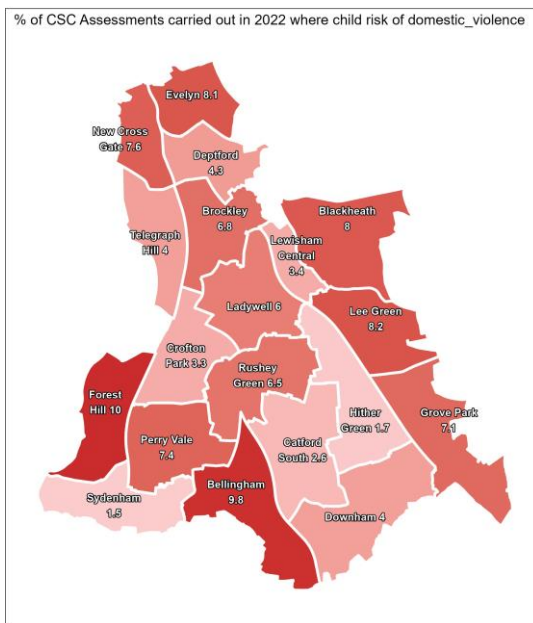 % of CSC Assessments carried out in 2022 where child risk of domestic_violence
Evelyn 8.1
New Cross
Gate 7.6
Deptford
4.3
Brockley
6.8
Blackheath
8
Telegraph
Hill 4
Lewisham
Central
3.4
Ladywell 6
Lee Green
8.2
Crofton
Park 3.3
Rushey
Green 6.5
Forest
Hill 10
Hither
Green 1.7
Grove Park
7.1
Perry Vale
7.4
Catford
South 2.6
Sydenham
1.5
Bellingham
9.8
Downham 4